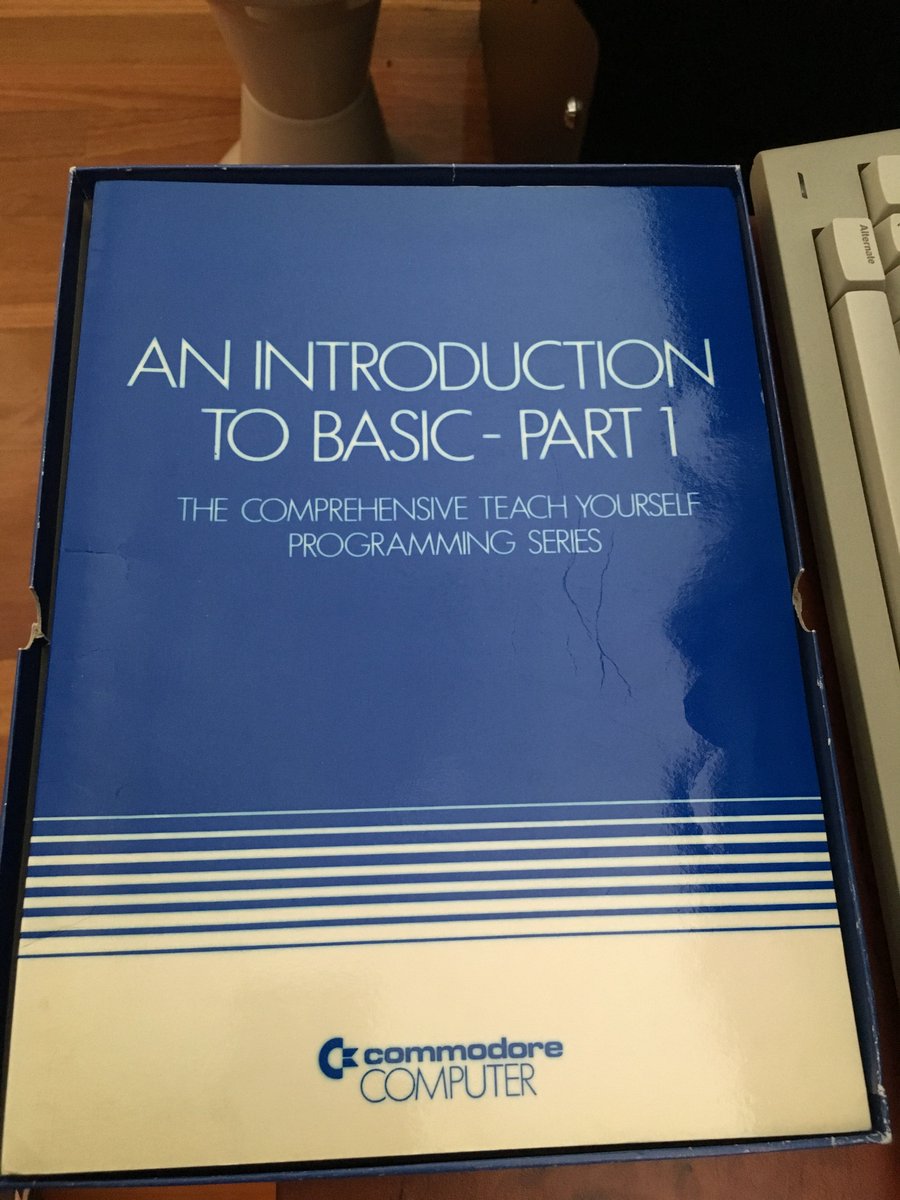 AN INTRODUCTION
TO BASIC - PART 1
THE COMPREHENSIVE TEACH YOURSELF
PROGRAMMING SERIES
commodore
COMPUTER
Alternate